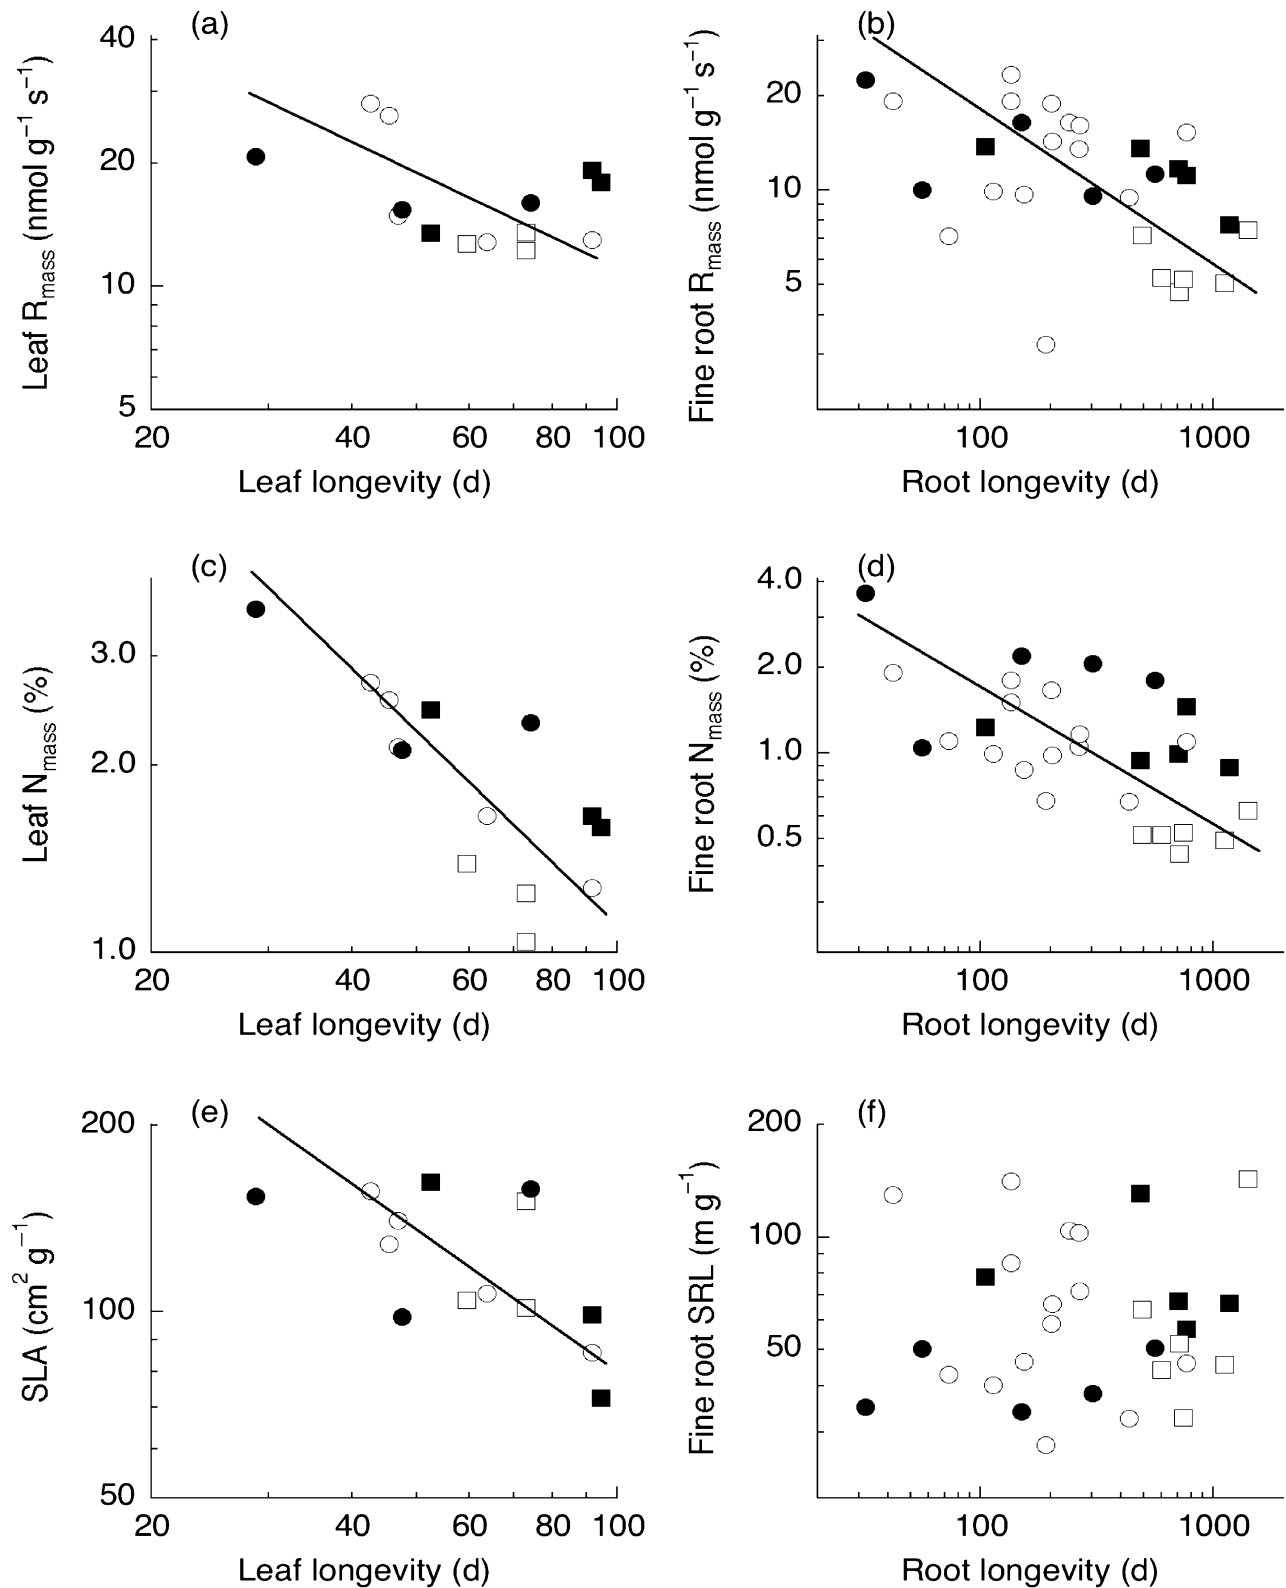 (a)
Leaf R_mass (nmol g⁻¹ s⁻¹)
40
20
10
5
20 40 60 80 100
Leaf longevity (d)
(b)
Fine root R_mass (nmol g⁻¹ s⁻¹)
20
10
5
100 1000
Root longevity (d)
(c)
Leaf N_mass (%)
3.0
2.0
1.0
20 40 60 80 100
Leaf longevity (d)
(d)
Fine root N_mass (%)
4.0
2.0
1.0
0.5
100 1000
Root longevity (d)
(e)
SLA (cm² g⁻¹)
200
100
50
20 40 60 80 100
Leaf longevity (d)
(f)
Fine root SRL (m g⁻¹)
200
100
50
100 1000
Root longevity (d)